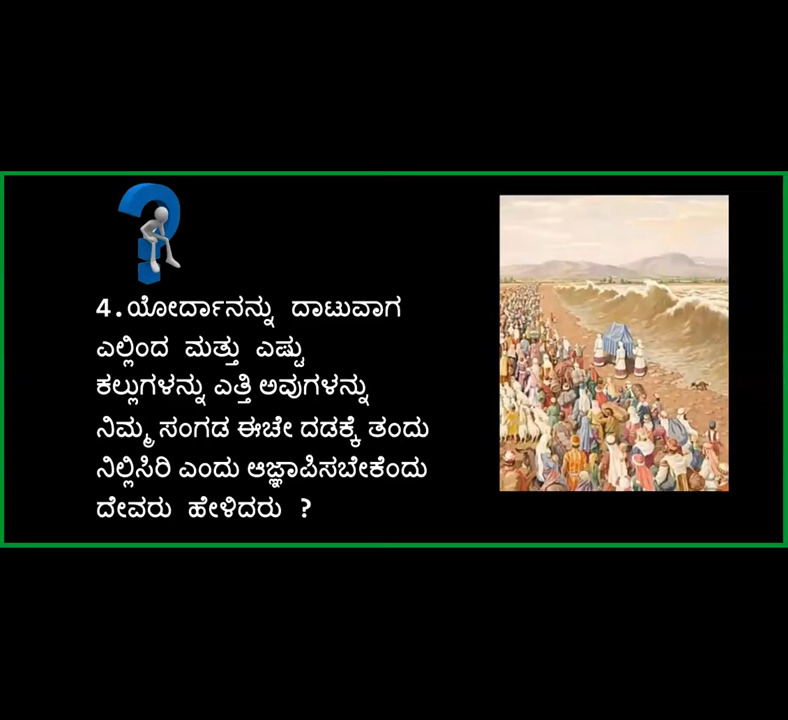 4.ಯೋರ್ದಾನನ್ನು ದಾಟುವಾಗ
ಎಲ್ಲಿಂದ ಮತ್ತು ಎಷ್ಟು
ಕಲ್ಲುಗಳನ್ನು ಎತ್ತಿ ಅವುಗಳನ್ನು
ನಿಮ್ಮ ಸಂಗಡ ಈಚೇ ದಡಕ್ಕೆ ತಂದು
ನಿಲ್ಲಿಸಿರಿ ಎಂದು ಆಜ್ಞಾಪಿಸಬೇಕೆಂದು
ದೇವರು ಹೇಳಿದರು ?